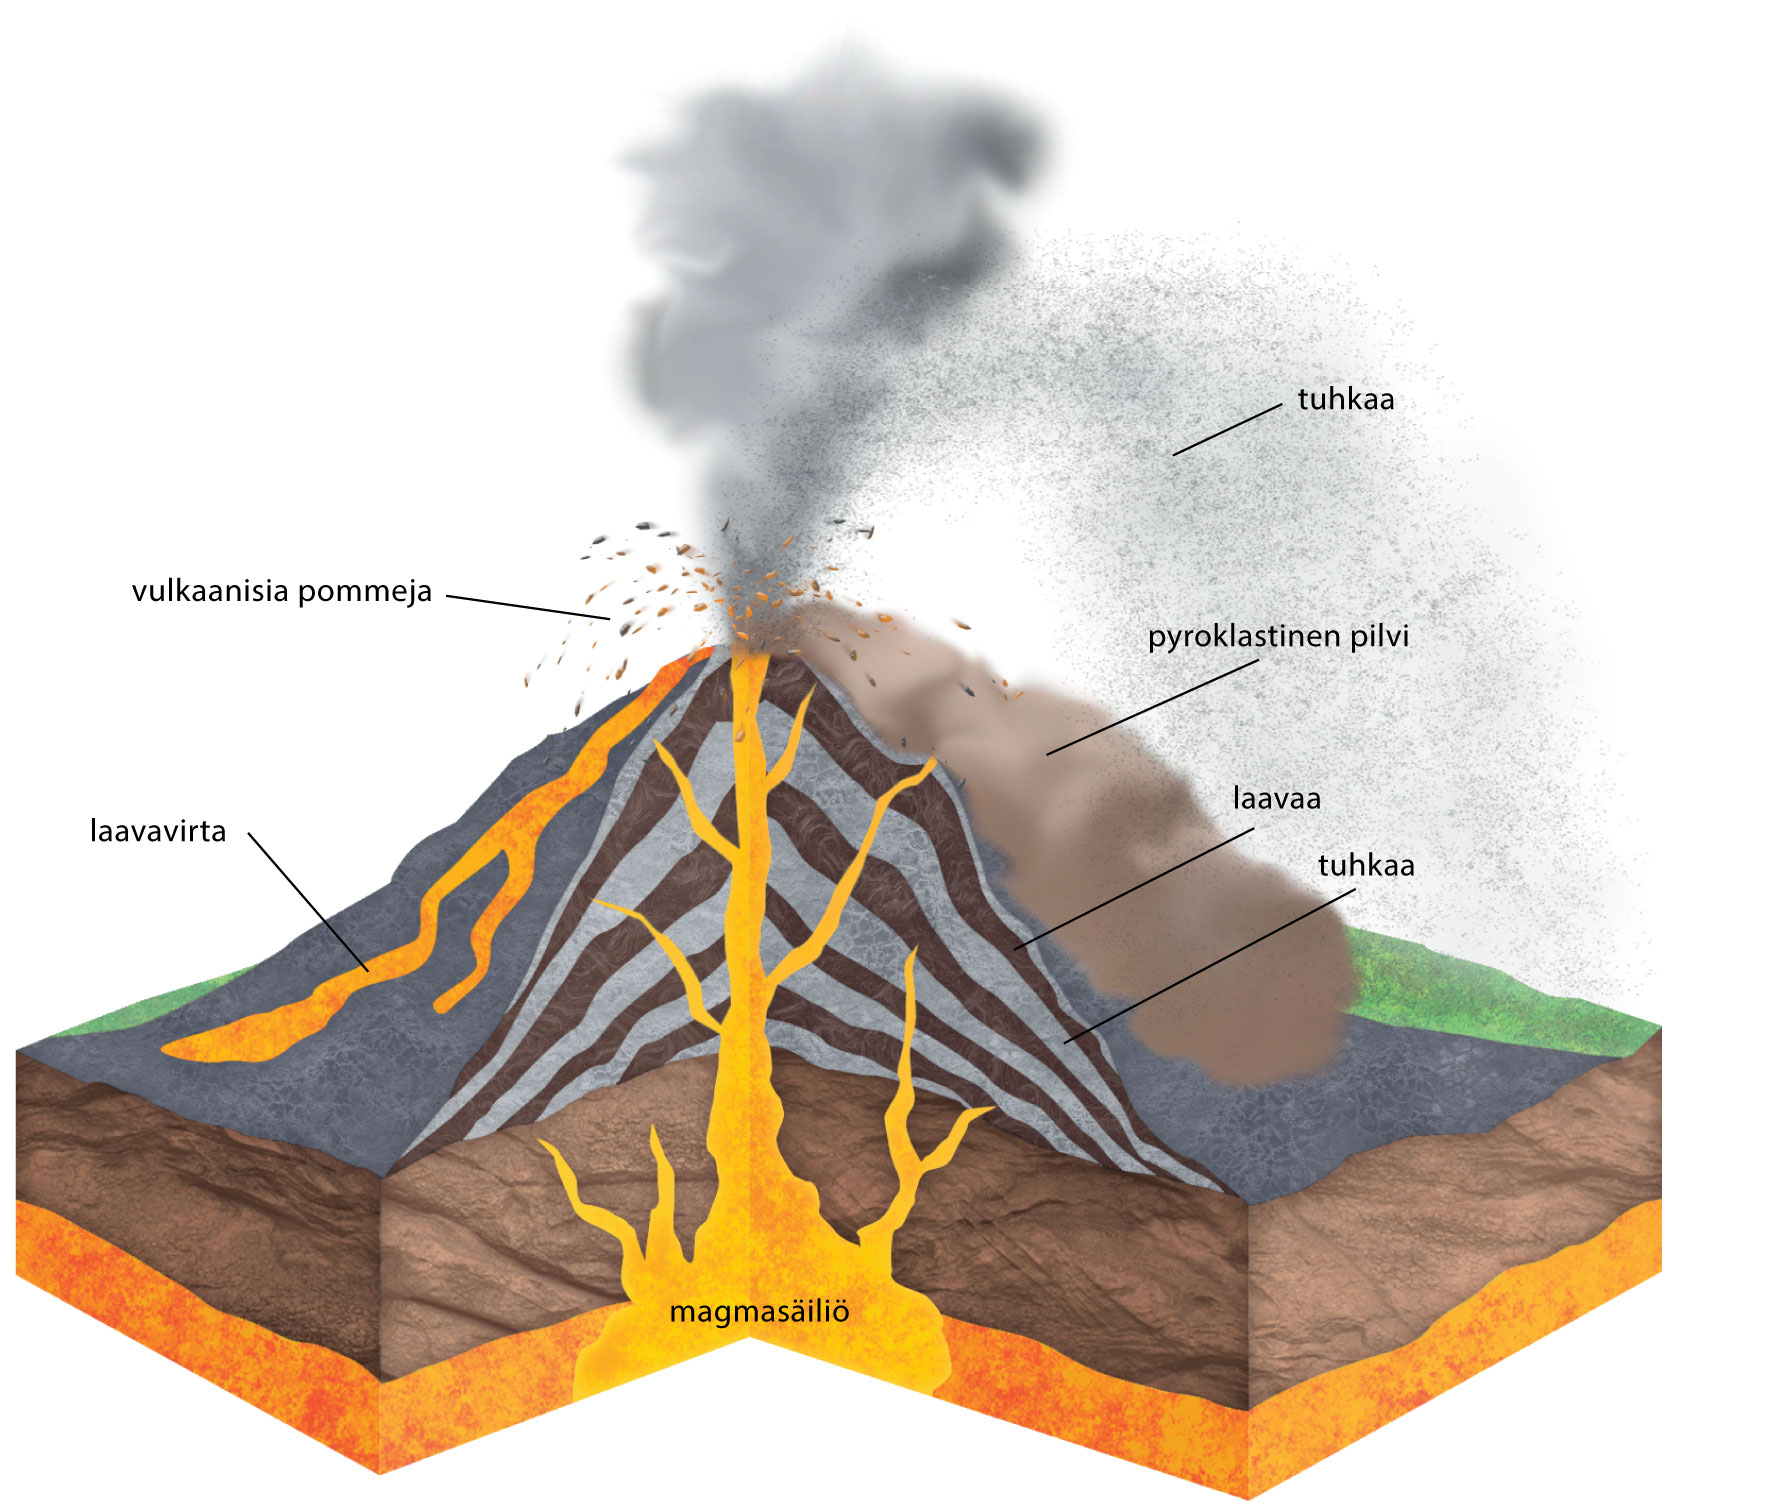 tuhkaa
vulkaanisia pommeja
pyroklastinen pilvi
laavaa
laavavirta
tuhkaa
magmasäiliö